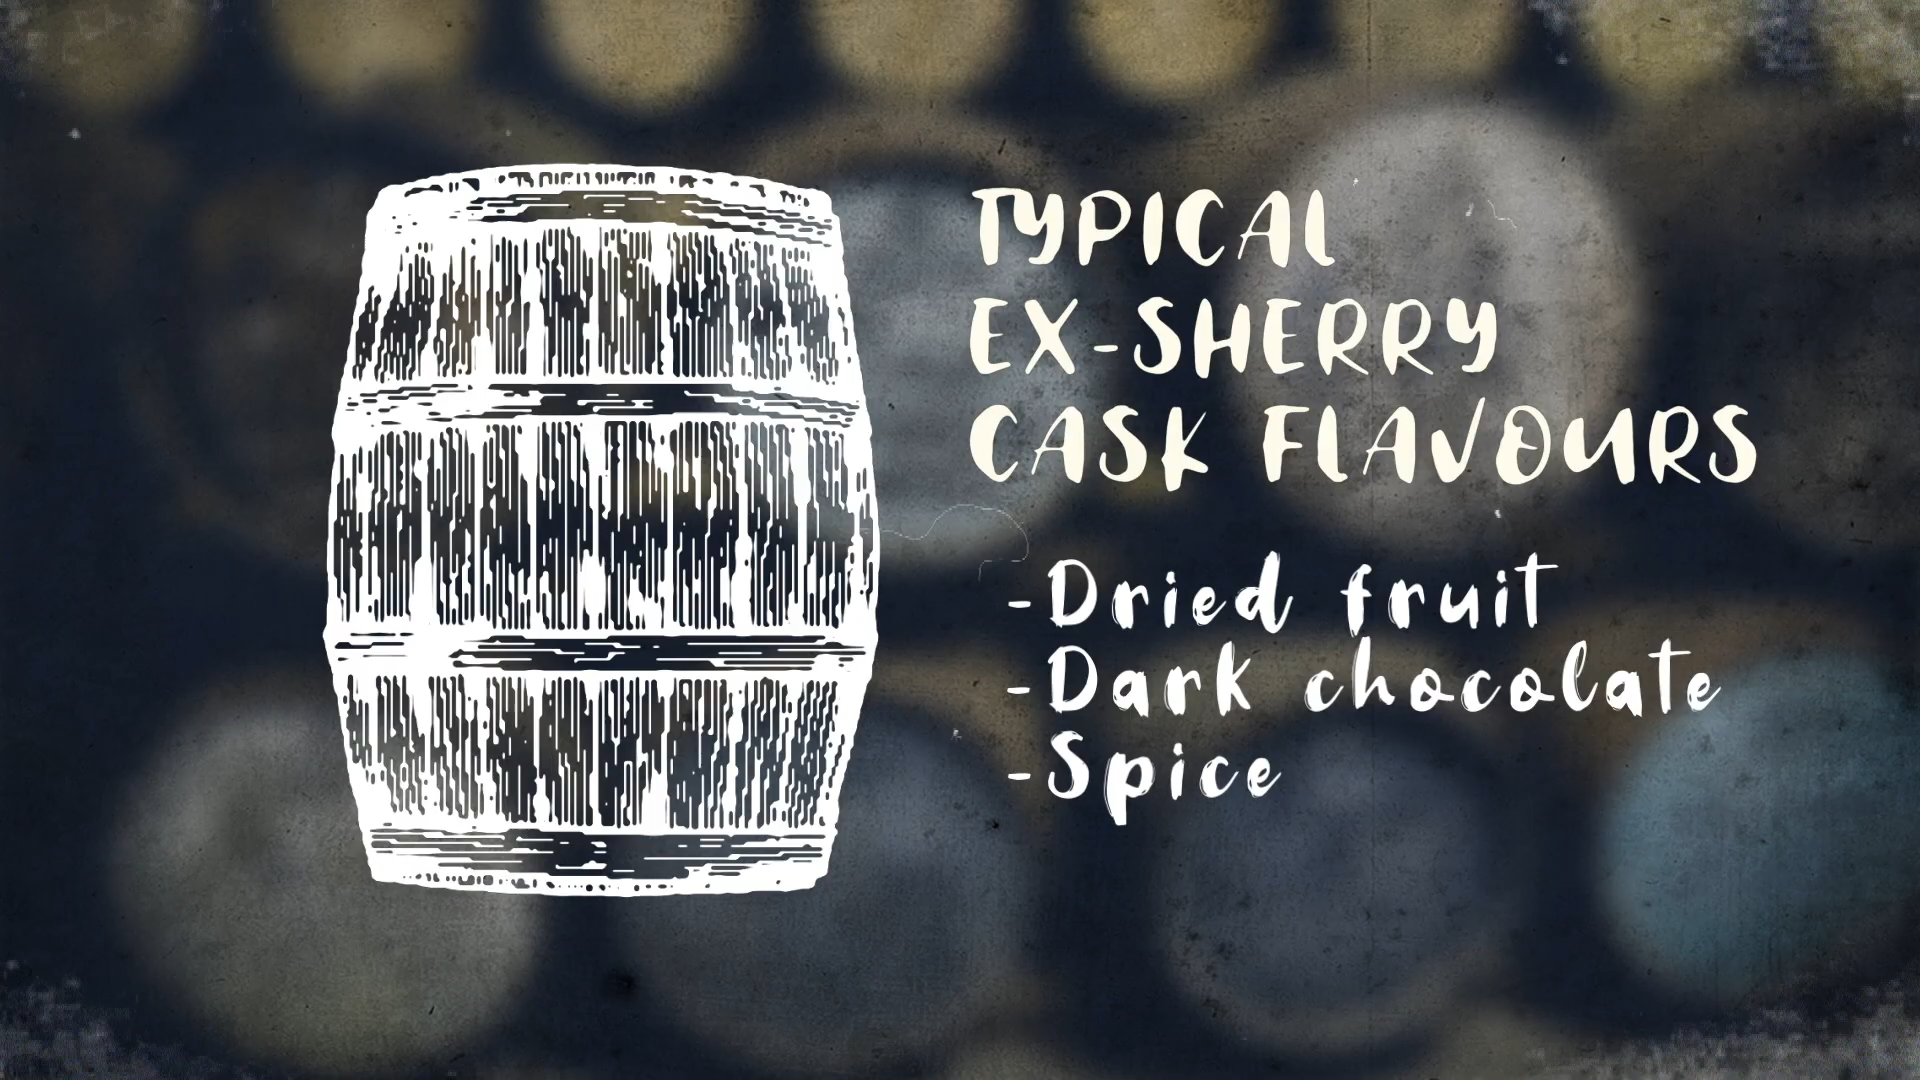 TYPICAL
EX-SHERRY
CASK FLAVOURS
-Dried fruit
-Dark chocolate
-Spice